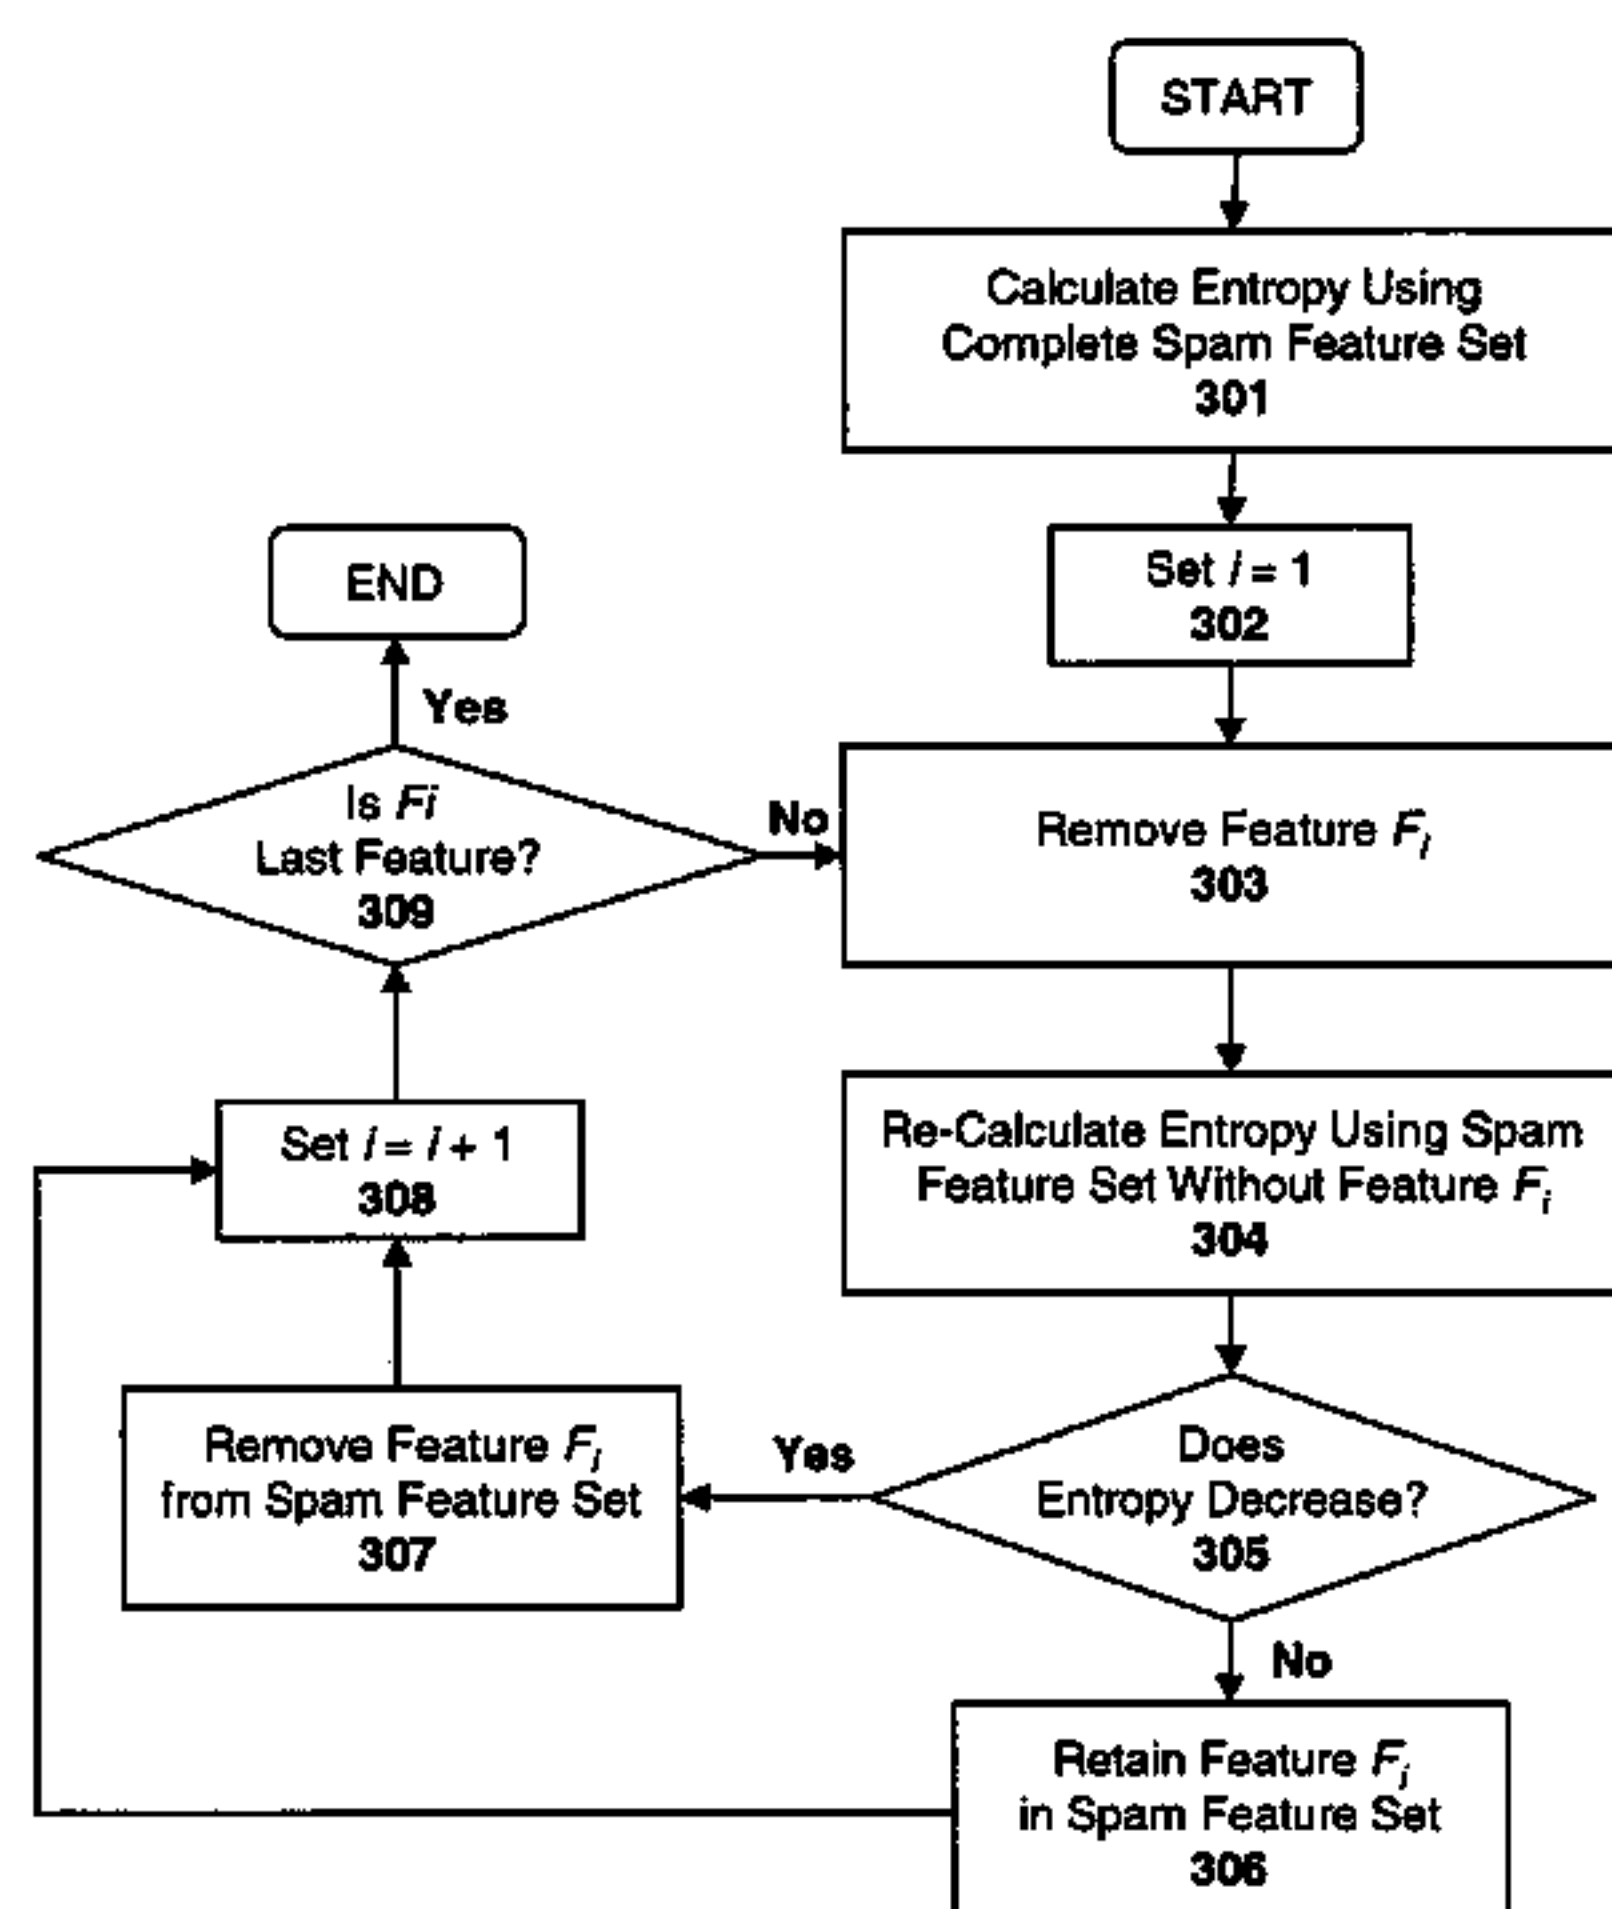 START
Calculate Entropy Using
Complete Spam Feature Set
301
Set i = 1
302
Remove Feature Fi
303
Re-Calculate Entropy Using Spam
Feature Set Without Feature Fi
304
Does
Entropy Decrease?
305
Yes
No
Retain Feature Fi
in Spam Feature Set
306
Remove Feature Fi
from Spam Feature Set
307
Set i = i + 1
308
Is Fi
Last Feature?
309
No
Yes
END